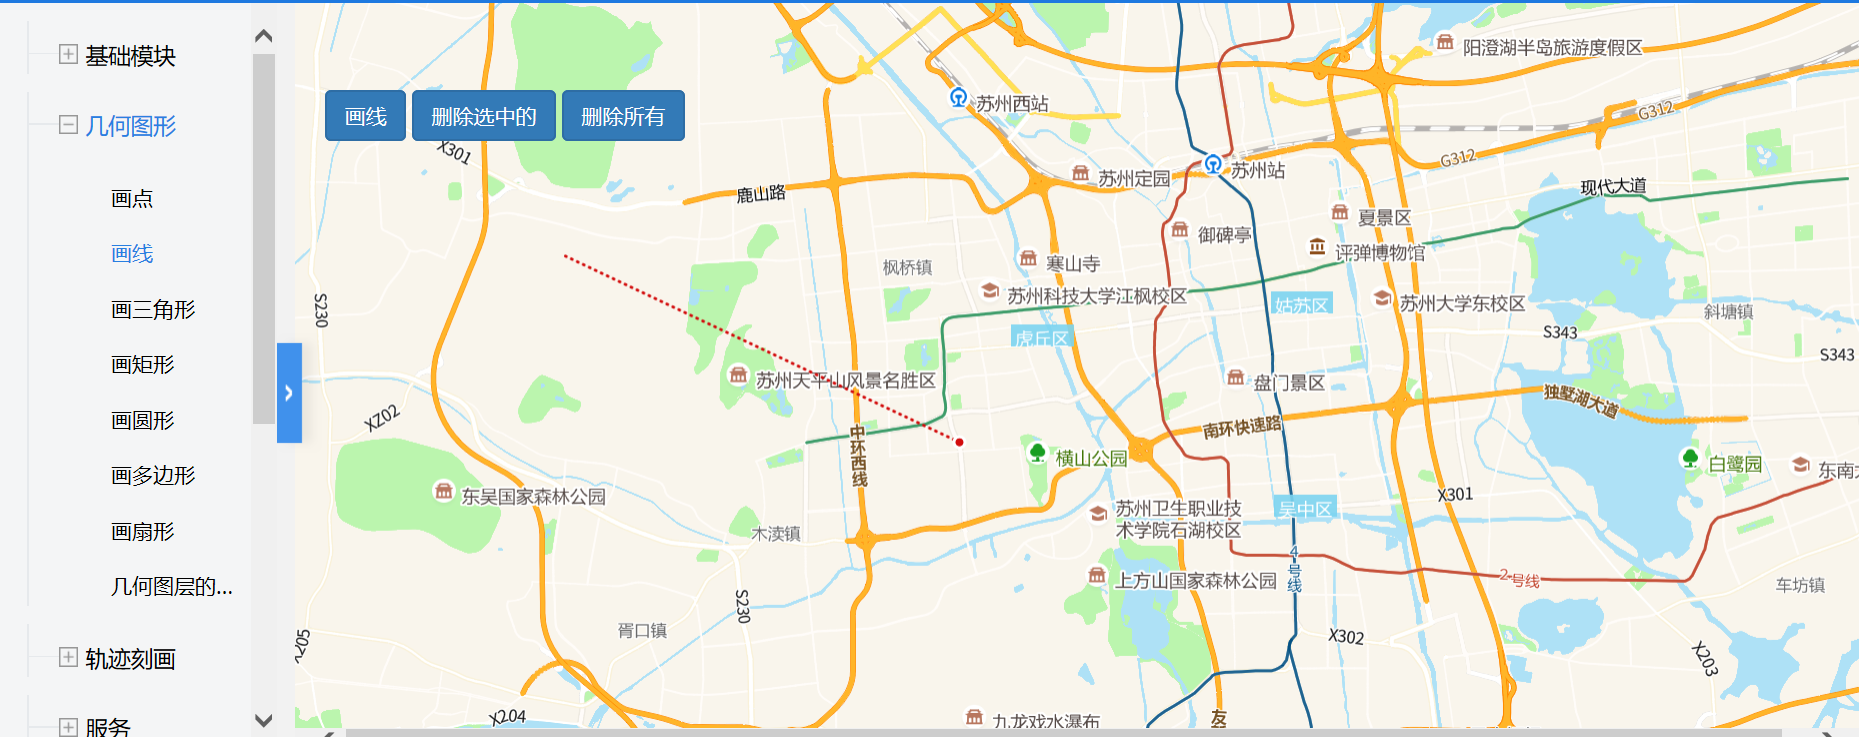 基础模块
几何图形
画点
画线
画三角形
画矩形
画圆形
画多边形
画扇形
几何图层的...
轨迹刻画
服务
画线
删除选中的
删除所有
阳澄湖半岛旅游度假区
苏州西站
G312
X301
苏州定园
苏州站
G312
鹿山路
现代大道
夏景区
御碑亭
评弹博物馆
寒山寺
枫桥镇
苏州科技大学江枫校区
姑苏区
苏州大学东校区
S230
斜塘镇
虎丘区
S343
S343
苏州天平山风景名胜区
盘门景区
XZ02
独墅湖大道
南环快速路
中环西线
横山公园
白鹭园
东南大
东吴国家森林公园
X301
苏州卫生职业技
术学院石湖校区
吴中区
木渎镇
4号线
上方山国家森林公园
2号线
车坊镇
S230
胥口镇
X302
X205
X203
X204
九龙戏水瀑布
友